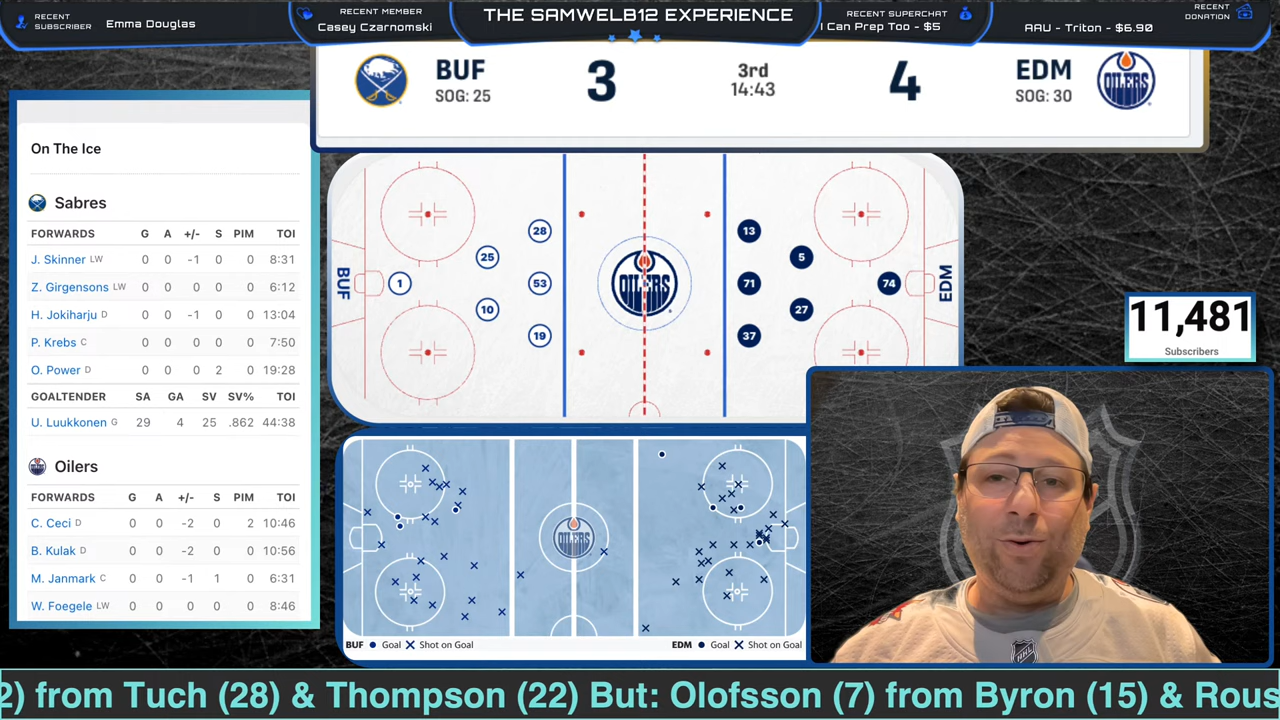 RECENT SUBSCRIBER
Emma Douglas
RECENT MEMBER
Casey Czarnomski
THE SAMWELB12 EXPERIENCE
RECENT SUPERCHAT
I Can Prep Too - $5
RECENT DONATION
AAU - Triton - $6.90
BUF
SOG: 25
3
3rd
14:43
4
EDM
SOG: 30
OILERS
On The Ice
Sabres
FORWARDS G A +/- S PIM TOI
J. Skinner LW 0 0 -1 0 0 8:31
Z. Girgensons LW 0 0 0 0 0 6:12
H. Jokiharju D 0 0 -1 0 0 13:04
P. Krebs C 0 0 0 0 0 7:50
O. Power D 0 0 0 2 0 19:28
GOALTENDER SA GA SV SV% TOI
U. Luukkonen G 29 4 25 .862 44:38
Oilers
FORWARDS G A +/- S PIM TOI
C. Ceci D 0 0 -2 0 2 10:46
B. Kulak D 0 0 -2 0 0 10:56
M. Janmark C 0 0 -1 1 0 6:31
W. Foegele LW 0 0 0 0 0 8:46
BUF
1
25
10
28
53
19
OILERS
13
71
37
5
27
74
EDM
11,481
Subscribers
OILERS
BUF Goal Shot on Goal
EDM Goal Shot on Goal
NHL
2) from Tuch (28) & Thompson (22) But: Olofsson (7) from Byron (15) & Rous